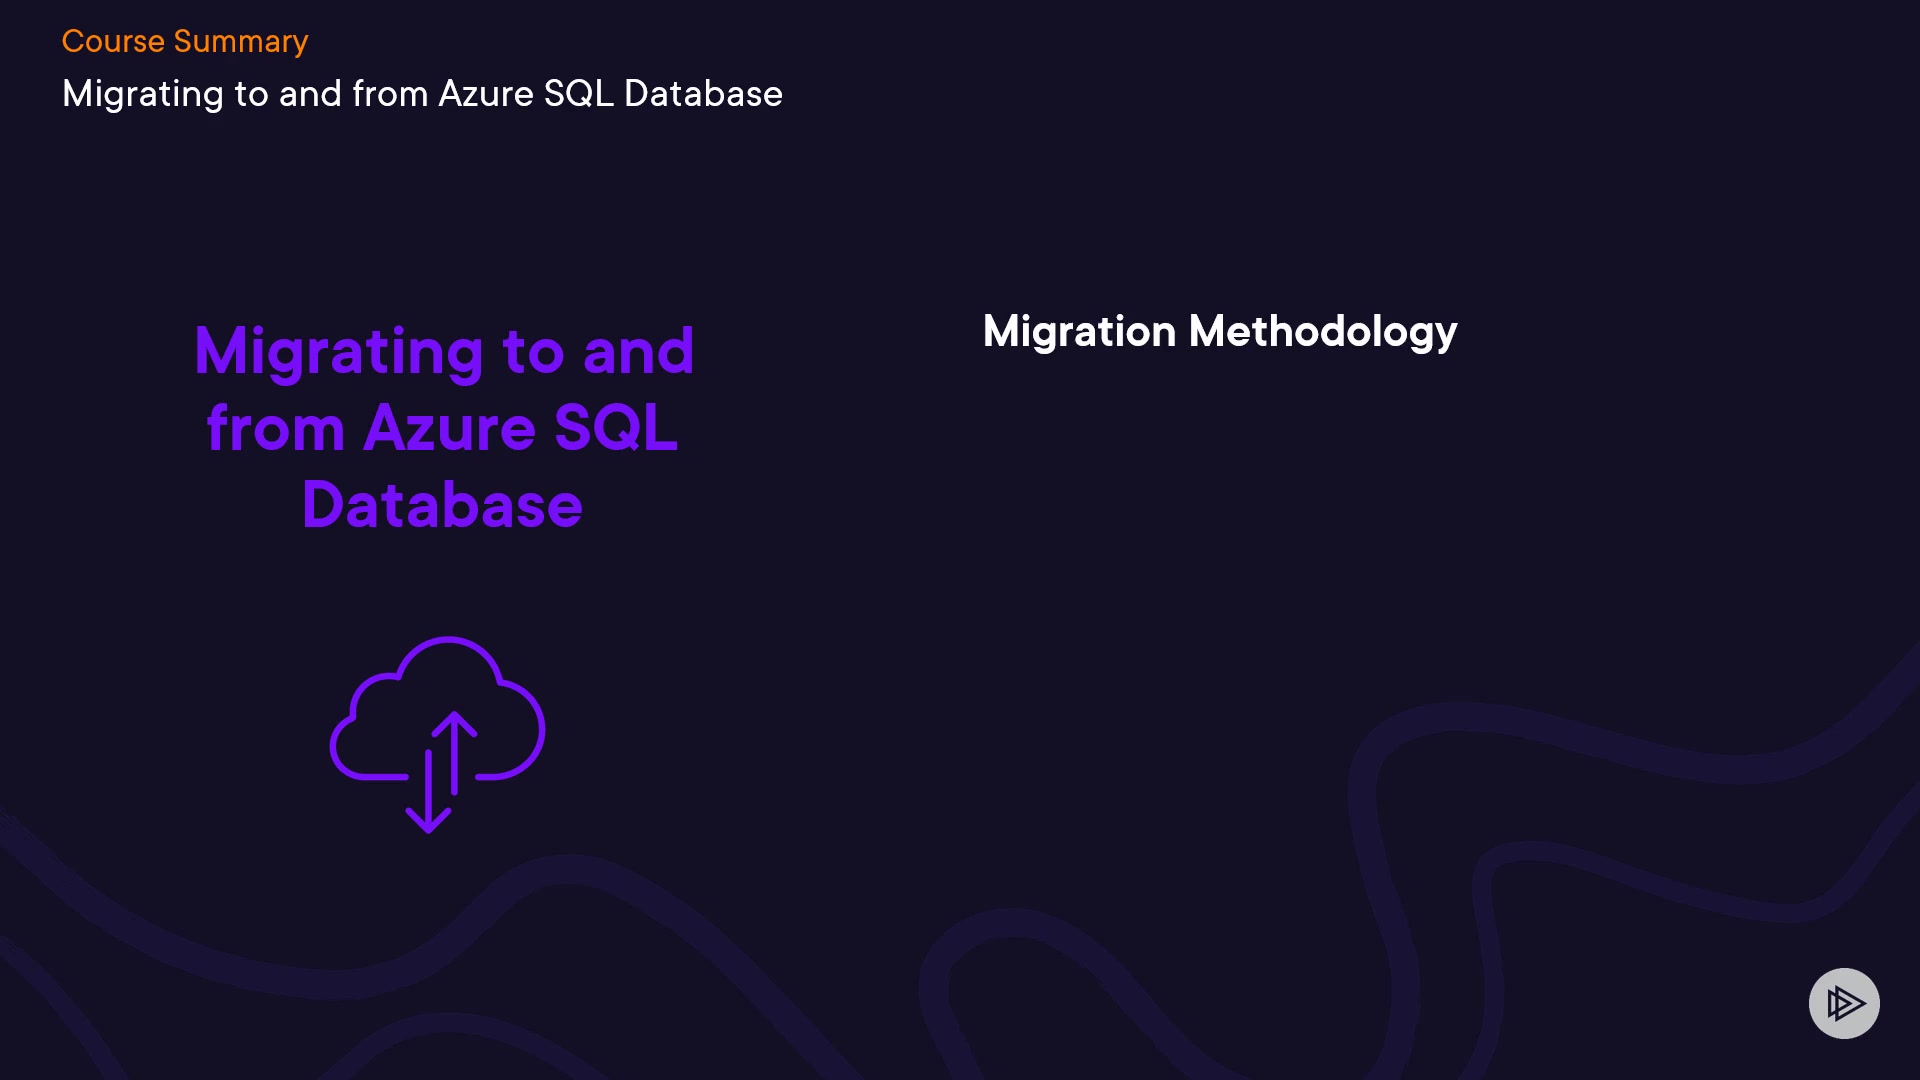 Course Summary
Migrating to and from Azure SQL Database
Migrating to and
from Azure SQL
Database
Migration Methodology